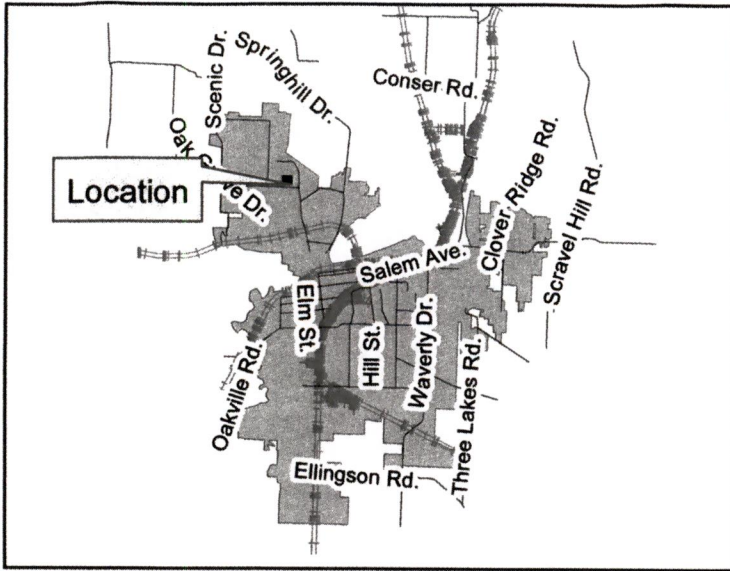 Scenic Dr.
Springhill Dr.
Conser Rd.
Oak Grove Dr.
Location
Clover Ridge Rd.
Scravel Hill Rd.
Salem Ave.
Elm St.
Hill St.
Waverly Dr.
Oakville Rd.
Three Lakes Rd.
Ellingson Rd.